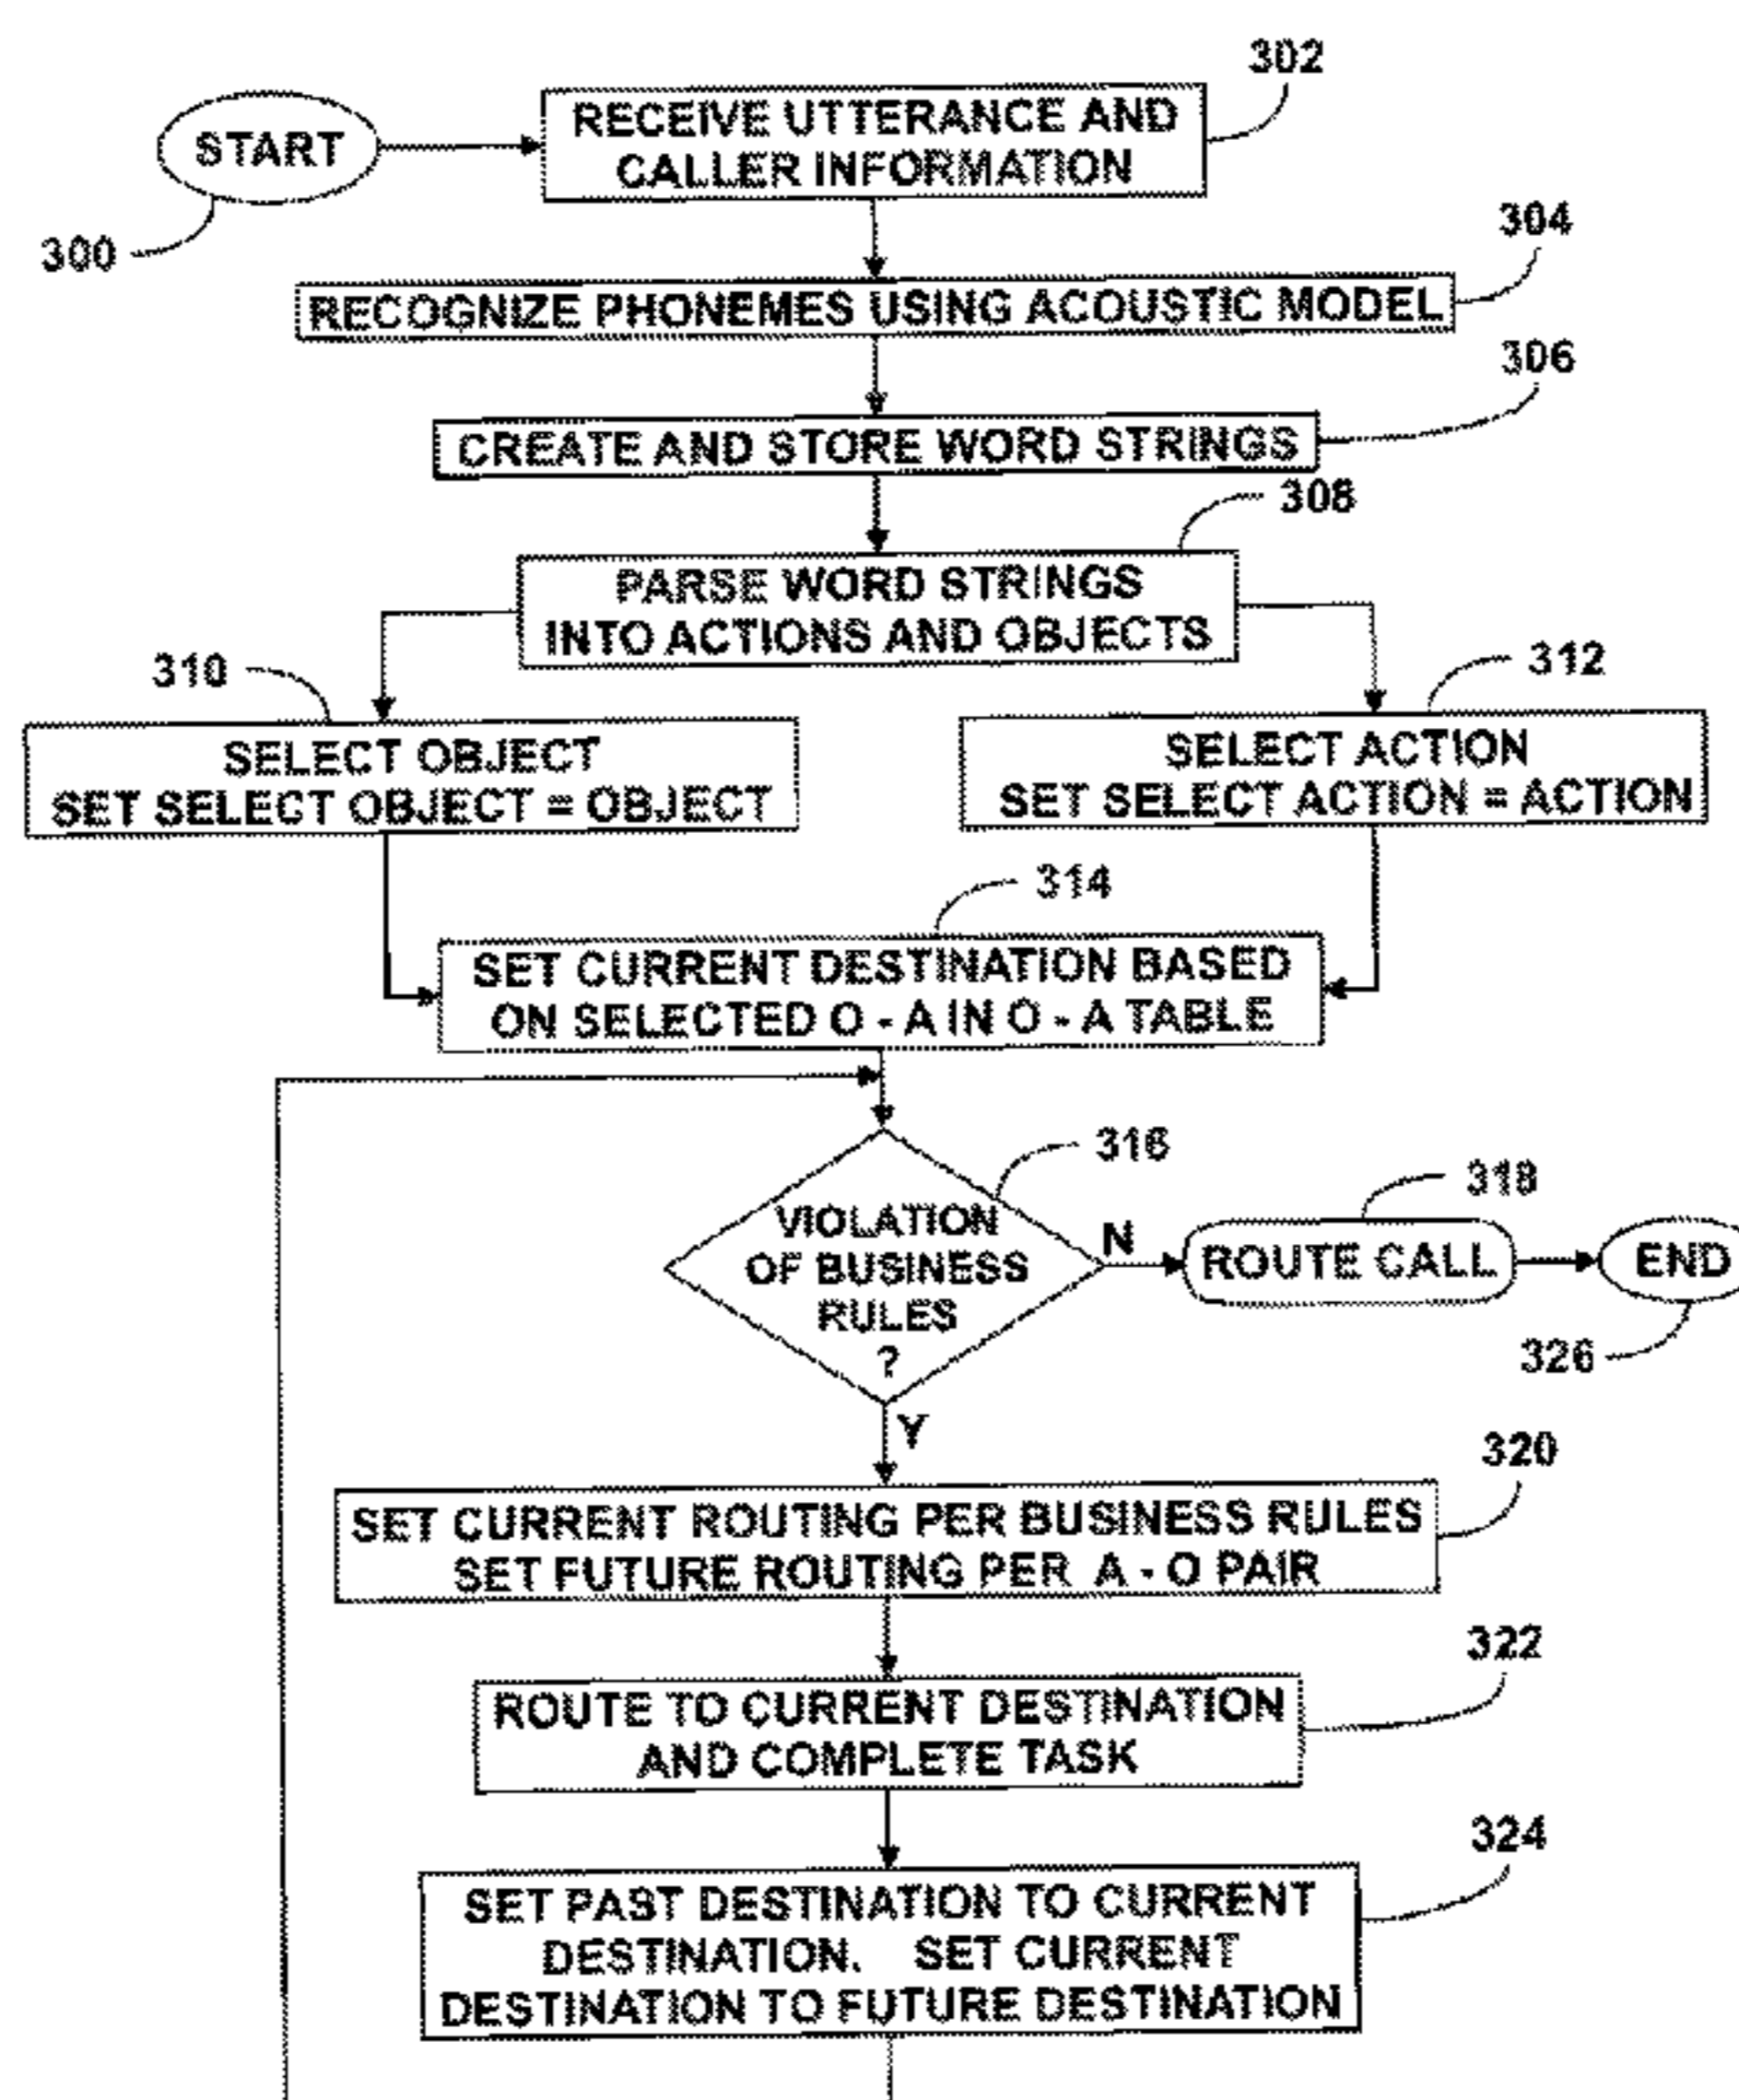 302
START
RECEIVE UTTERANCE AND
CALLER INFORMATION
300
304
RECOGNIZE PHONEMES USING ACOUSTIC MODEL
306
CREATE AND STORE WORD STRINGS
308
PARSE WORD STRINGS
INTO ACTIONS AND OBJECTS
310
312
SELECT OBJECT
SET SELECT OBJECT = OBJECT
SELECT ACTION
SET SELECT ACTION = ACTION
314
SET CURRENT DESTINATION BASED
ON SELECTED O - A IN O - A TABLE
316
318
VIOLATION
OF BUSINESS
RULES
?
N
ROUTE CALL
END
326
Y
320
SET CURRENT ROUTING PER BUSINESS RULES
SET FUTURE ROUTING PER A - O PAIR
322
ROUTE TO CURRENT DESTINATION
AND COMPLETE TASK
324
SET PAST DESTINATION TO CURRENT
DESTINATION. SET CURRENT
DESTINATION TO FUTURE DESTINATION